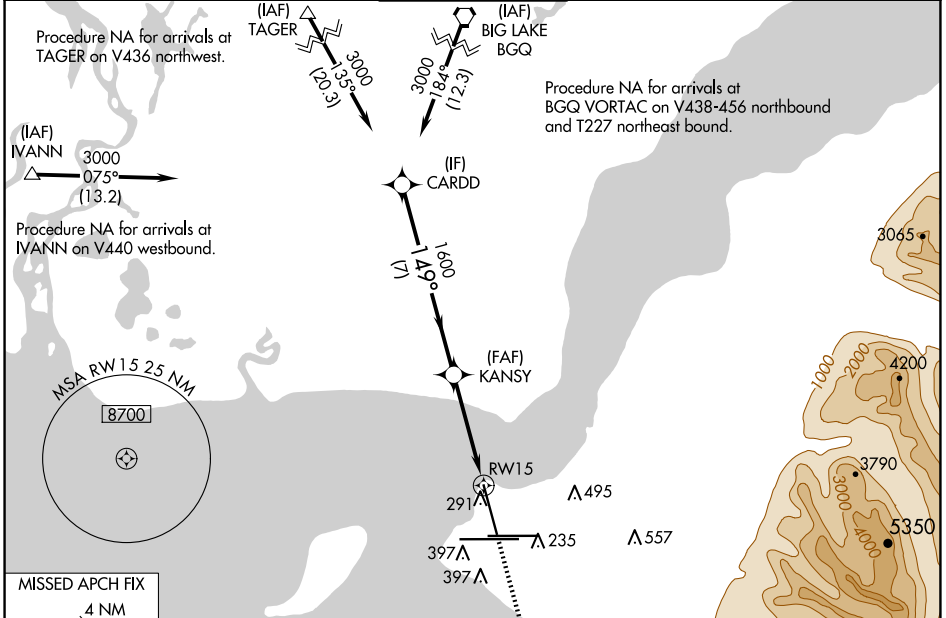 Procedure NA for arrivals at
TAGER on V436 northwest.
(IAF)
TAGER
3000
135°
(20.3)
(IAF)
BIG LAKE
BGQ
3000
184°
(12.3)
Procedure NA for arrivals at
BGQ VORTAC on V438-456 northbound
and T227 northeast bound.
(IAF)
IVANN
3000
075°
(13.2)
Procedure NA for arrivals at
IVANN on V440 westbound.
(IF)
CARDD
1600
149°
(7)
(FAF)
KANSY
MSA RW15 25 NM
8700
RW15
291
495
235
557
397
397
3065
1000
2000
4200
3790
3000
4000
5350
MISSED APCH FIX
4 NM